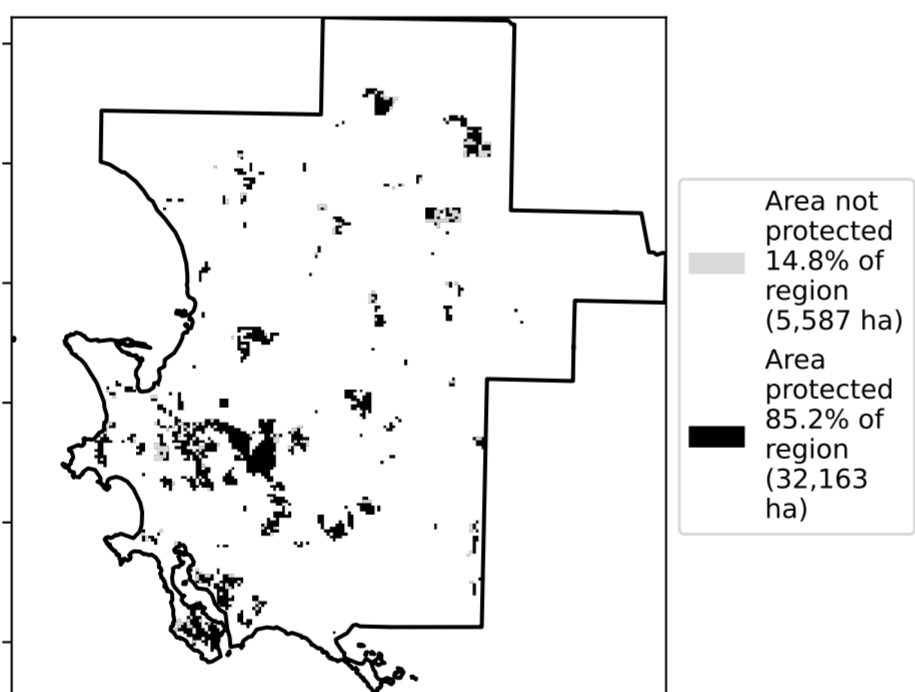 Area not
protected
14.8% of
region
(5,587 ha)
Area
protected
85.2% of
region
(32,163
ha)